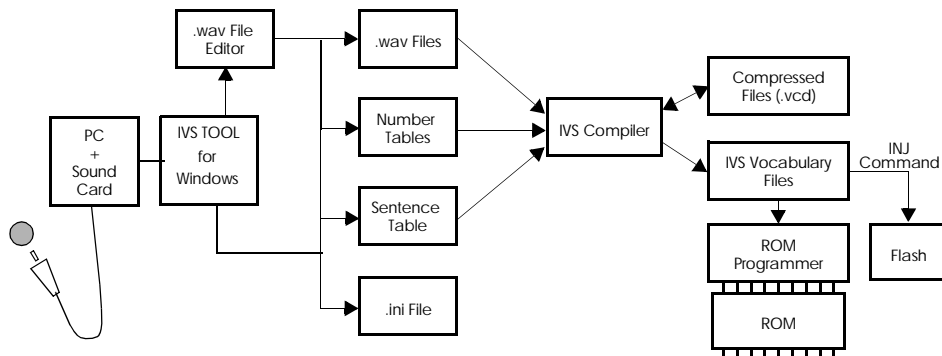 .wav File
Editor
.wav Files
Compressed
Files (.vcd)
PC
+
Sound
Card
IVS TOOL
for
Windows
Number
Tables
IVS Compiler
IVS Vocabulary
Files
INJ
Command
Sentence
Table
ROM
Programmer
Flash
.ini File
ROM